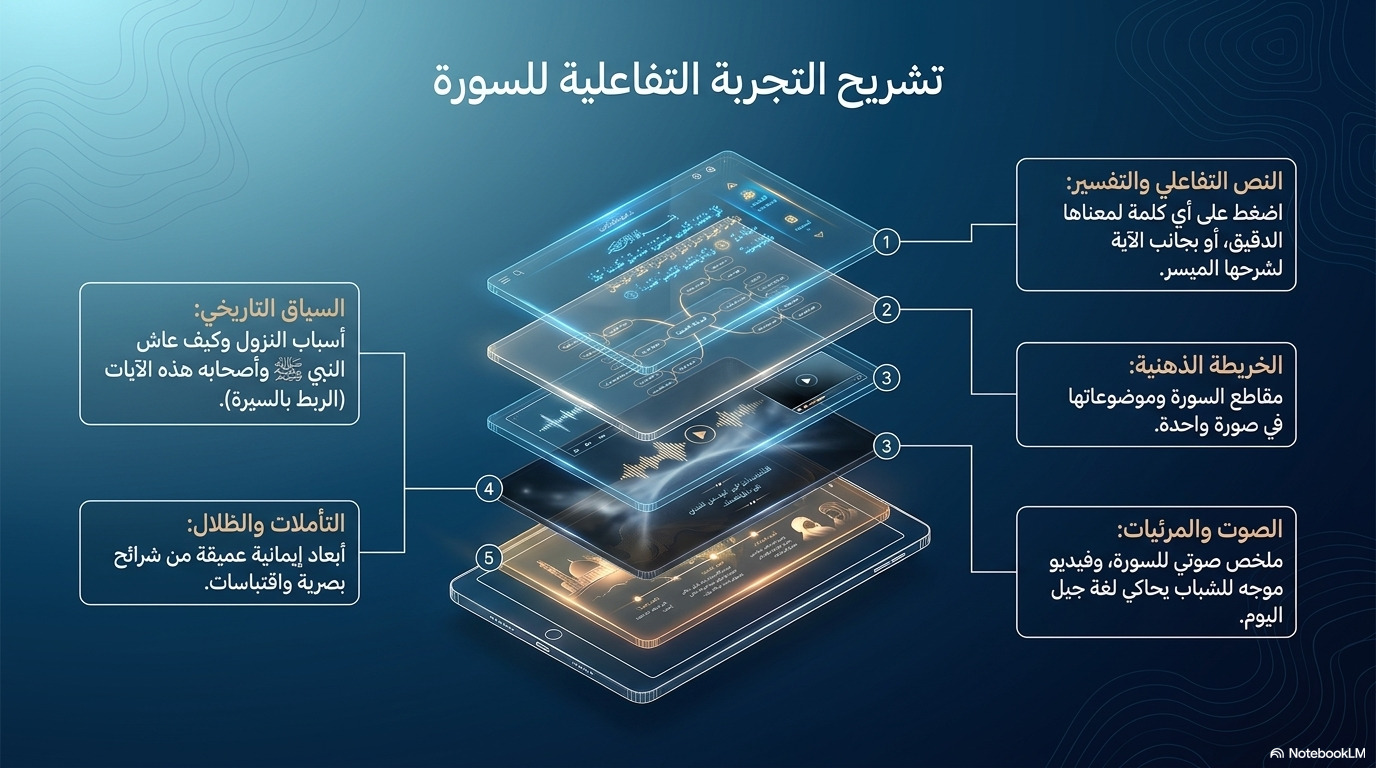 تشريح التجربة التفاعلية للسورة
النص التفاعلي والتفسير:
اضغط على أي كلمة لمعناها
الدقيق، أو بجانب الآية
لشرحها الميسر.
1
2
الخريطة الذهنية:
مقاطع السورة وموضوعاتها
في صورة واحدة.
3
3
الصوت والمرئيات:
ملخص صوتي للسورة، وفيديو
موجه للشباب يحاكي لغة جيل
اليوم.
السياق التاريخي:
أسباب النزول وكيف عاش
النبي ﷺ وأصحابه هذه الآيات
(الربط بالسيرة).
4
التأملات والظلال:
أبعاد إيمانية عميقة من شرائح
بصرية واقتباسات.
5
NotebookLM